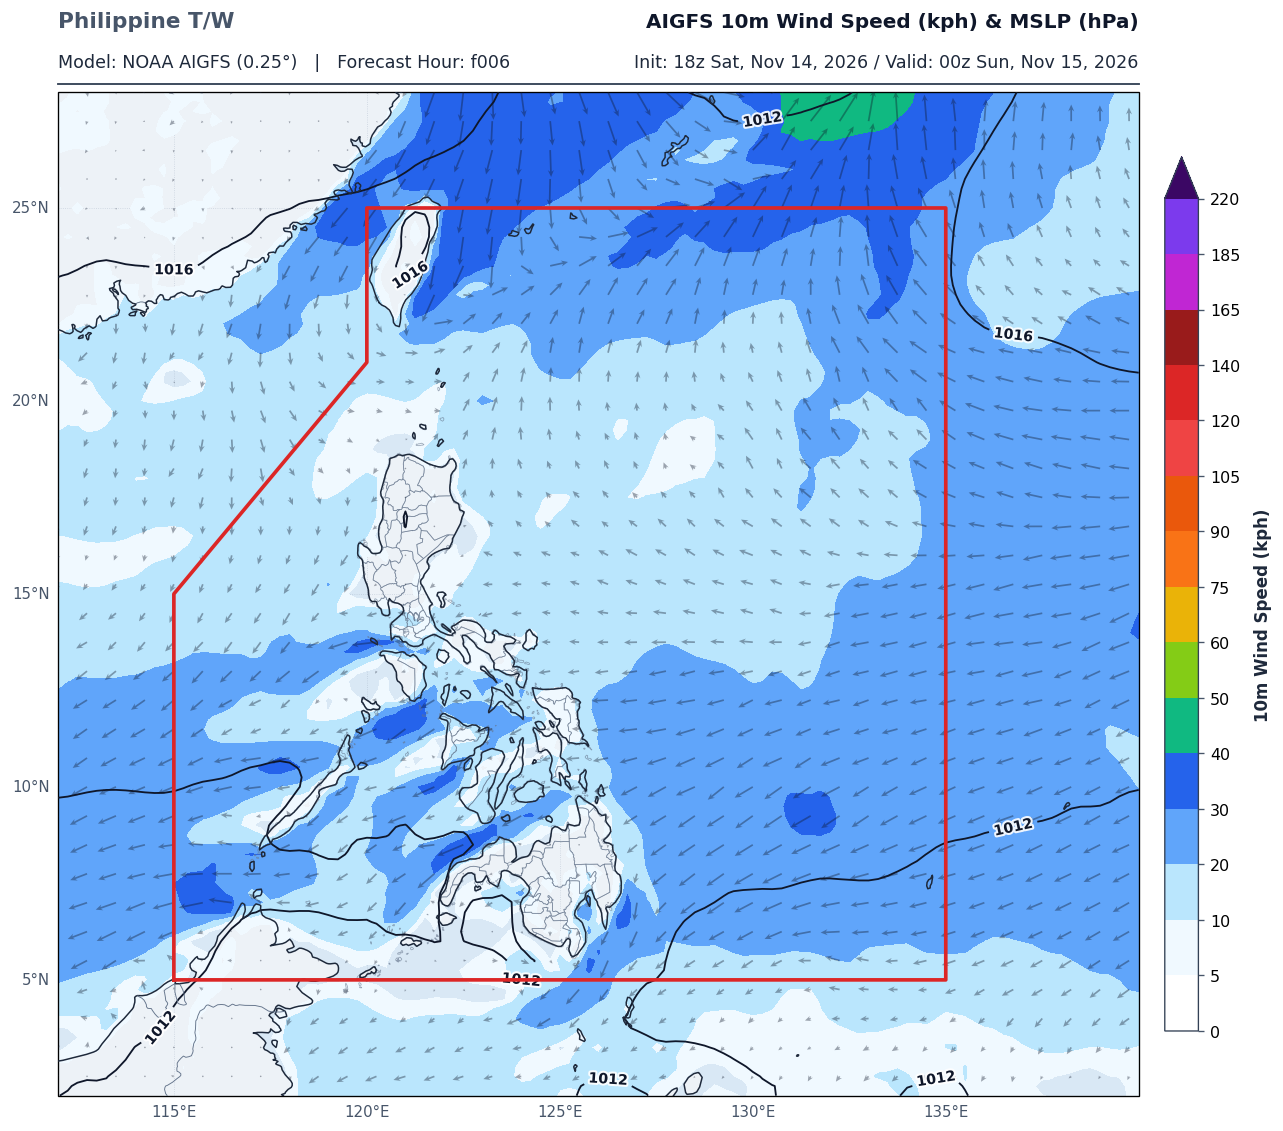 Philippine T/W
AIGFS 10m Wind Speed (kph) & MSLP (hPa)
Model: NOAA AIGFS (0.25°)   |   Forecast Hour: f006
Init: 18z Sat, Nov 14, 2026 / Valid: 00z Sun, Nov 15, 2026
1012
1016
1016
1016
1012
1012
1012
1012
1012
25°N
20°N
15°N
10°N
5°N
115°E
120°E
125°E
130°E
135°E
220
185
165
140
120
105
90
75
60
50
40
30
20
10
5
0
10m Wind Speed (kph)